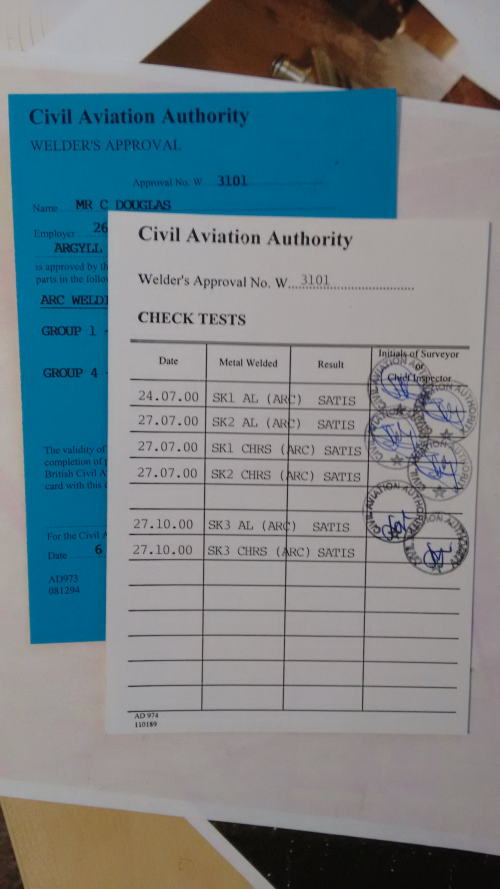 Civil Aviation Authority
WELDER'S APPROVAL
Approval No. W 3101
Name MR C DOUGLAS
Employer 26
ARGYLL
is approved by th
parts in the follo
ARC WELDI
GROUP 1 -
GROUP 4 -
The validity of
completion of
British Civil A
card with this
For the Civil A
Date 6
AD973
081294
Civil Aviation Authority
Welder's Approval No. W 3101
CHECK TESTS
Date Metal Welded Result Initials of Surveyor or Chief Inspector
24.07.00 SK1 AL (ARC) SATIS
27.07.00 SK2 AL (ARC) SATIS
27.07.00 SK1 CHRS (ARC) SATIS
27.07.00 SK2 CHRS (ARC) SATIS
27.10.00 SK3 AL (ARC) SATIS
27.10.00 SK3 CHRS (ARC) SATIS
CIVIL AVIATION AUTHORITY
AD 974
110189